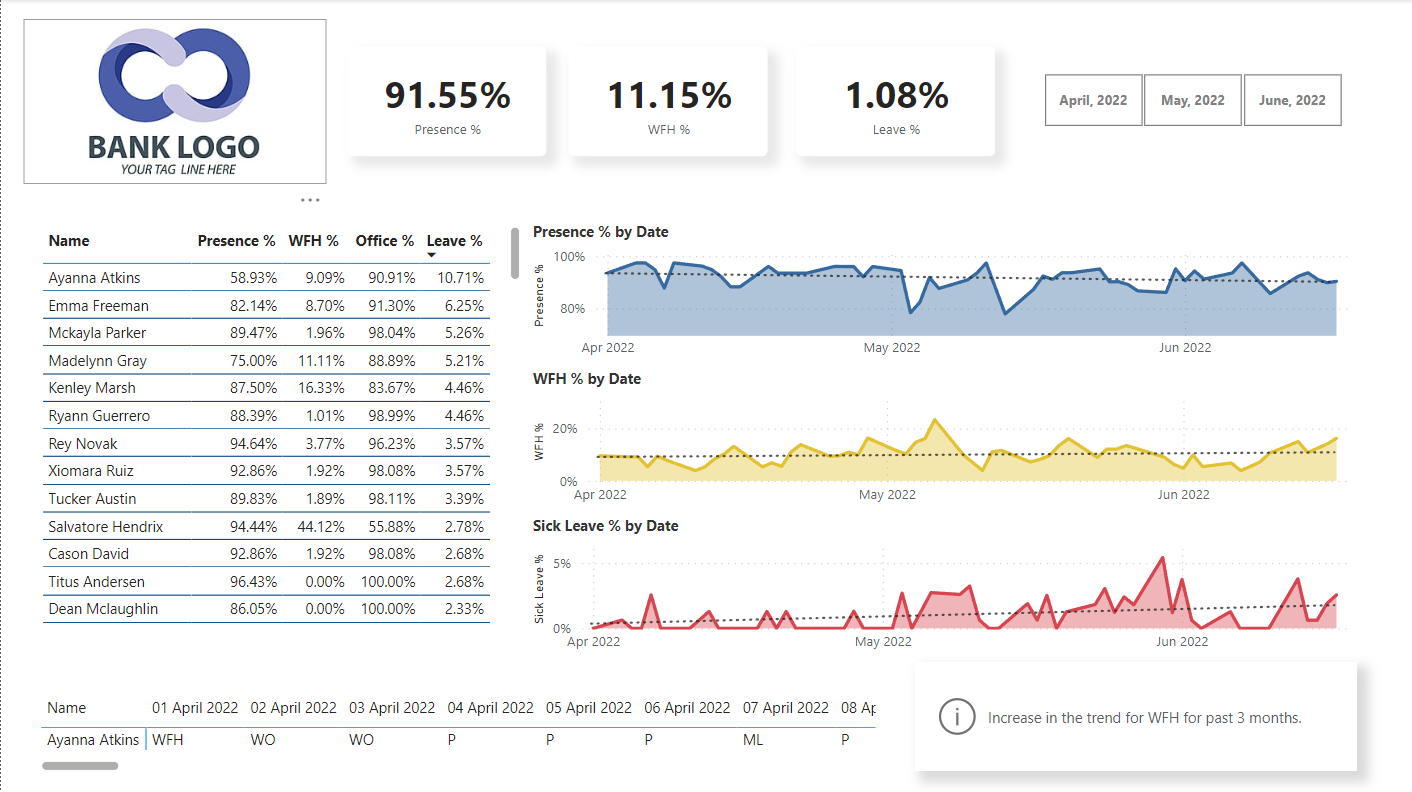 BANK LOGO
YOUR TAG LINE HERE
91.55%
Presence %
11.15%
WFH %
1.08%
Leave %
April, 2022 May, 2022 June, 2022
Name Presence % WFH % Office % Leave %
Ayanna Atkins 58.93% 9.09% 90.91% 10.71%
Emma Freeman 82.14% 8.70% 91.30% 6.25%
Mckayla Parker 89.47% 1.96% 98.04% 5.26%
Madelynn Gray 75.00% 11.11% 88.89% 5.21%
Kenley Marsh 87.50% 16.33% 83.67% 4.46%
Ryann Guerrero 88.39% 1.01% 98.99% 4.46%
Rey Novak 94.64% 3.77% 96.23% 3.57%
Xiomara Ruiz 92.86% 1.92% 98.08% 3.57%
Tucker Austin 89.83% 1.89% 98.11% 3.39%
Salvatore Hendrix 94.44% 44.12% 55.88% 2.78%
Cason David 92.86% 1.92% 98.08% 2.68%
Titus Andersen 96.43% 0.00% 100.00% 2.68%
Dean Mclaughlin 86.05% 0.00% 100.00% 2.33%
Presence % by Date
Presence %
100%
80%
Apr 2022 May 2022 Jun 2022
WFH % by Date
WFH %
20%
0%
Apr 2022 May 2022 Jun 2022
Sick Leave % by Date
Sick Leave %
5%
0%
Apr 2022 May 2022 Jun 2022
Name 01 April 2022 02 April 2022 03 April 2022 04 April 2022 05 April 2022 06 April 2022 07 April 2022 08 Ap
Ayanna Atkins WFH WO WO P P P ML P
Increase in the trend for WFH for past 3 months.